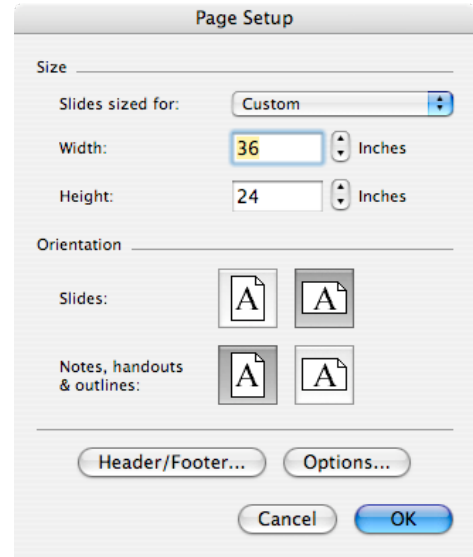 Page Setup
Size
Slides sized for: Custom
Width: 36 Inches
Height: 24 Inches
Orientation
Slides: A A
Notes, handouts
& outlines: A A
Header/Footer... Options...
Cancel OK